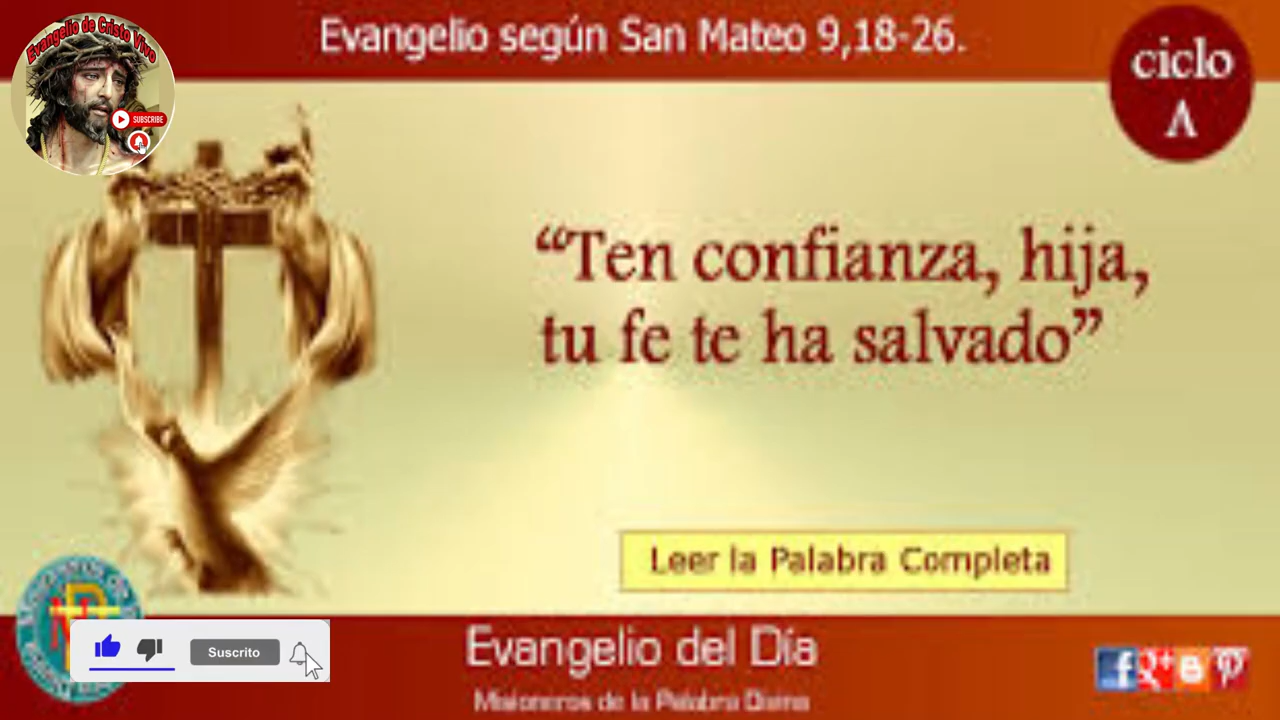 Evangelio de Cristo Vivo
SUBSCRIBE
Evangelio según San Mateo 9,18-26.
ciclo
A
“Ten confianza, hija,
tu fe te ha salvado”
Leer la Palabra Completa
Suscrito
Evangelio del Día
Misioneros de la Palabra Divina